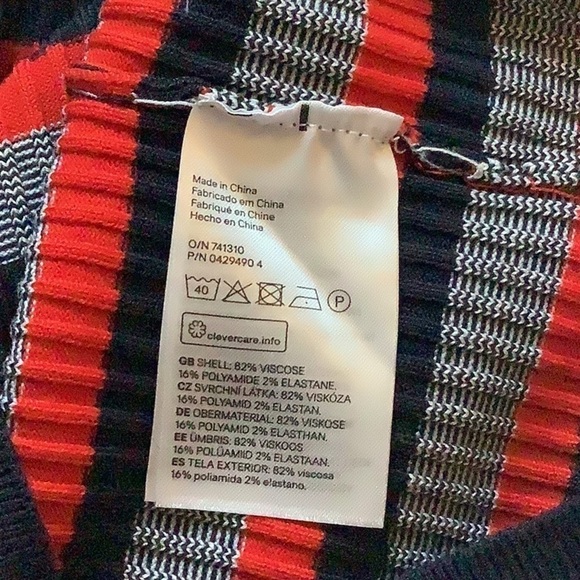 Made in China
Fabricado em China
Fabriqué en Chine
Hecho en China
O/N 741310
P/N 0429490 4
40
P
clevercare.info
GB SHELL: 82% VISCOSE
16% POLYAMIDE 2% ELASTANE.
CZ SVRCHNÍ LÁTKA: 82% VISKÓZA
16% POLYAMID 2% ELASTAN.
DE OBERMATERIAL: 82% VISKOSE
16% POLYAMID 2% ELASTHAN.
EE ÜMBRIS: 82% VISKOOS
16% POLÜAMIID 2% ELASTAAN.
ES TELA EXTERIOR: 82% viscosa
16% poliamida 2% elastano.